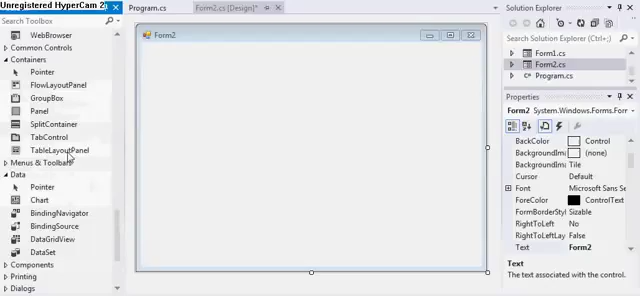 Unregistered HyperCam 2
Search Toolbox
WebBrowser
Common Controls
Containers
Pointer
FlowLayoutPanel
GroupBox
Panel
SplitContainer
TabControl
TableLayoutPanel
Menus & Toolbars
Data
Pointer
Chart
BindingNavigator
BindingSource
DataGridView
DataSet
Components
Printing
Dialogs
Program.cs
Form2.cs [Design]*
Form2
Solution Explorer
Search Solution Explorer (Ctrl+;)
Form1.cs
Form2.cs
Program.cs
Properties
Form2 System.Windows.Forms.Form
BackColor Control
BackgroundIma (none)
BackgroundIma Tile
Cursor Default
Font Microsoft Sans Se
ForeColor ControlText
FormBorderStyl Sizable
RightToLeft No
RightToLeftLay False
Text Form2
Text
The text associated with the control.